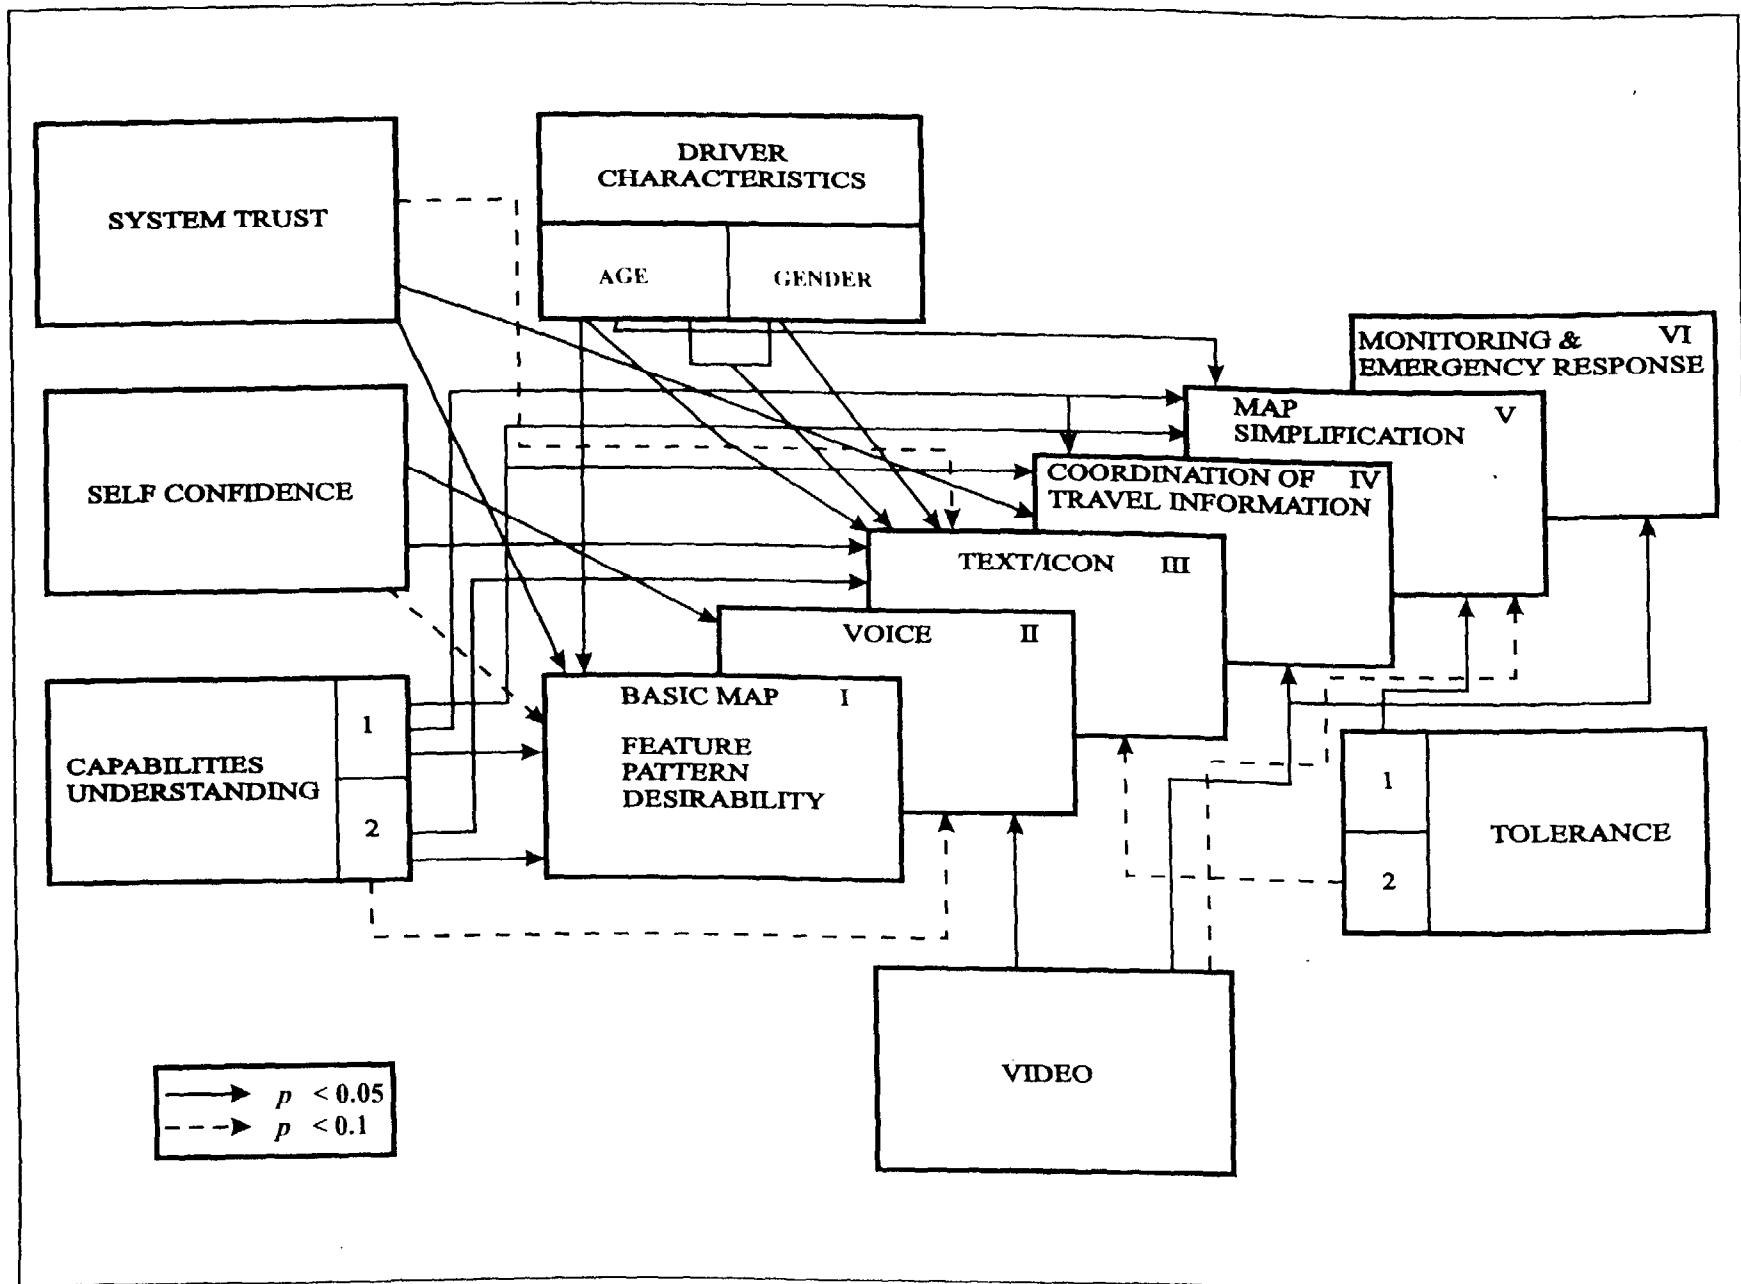 SYSTEM TRUST
DRIVER
CHARACTERISTICS
AGE
GENDER
MONITORING & VI
EMERGENCY RESPONSE
MAP V
SIMPLIFICATION
COORDINATION OF IV
TRAVEL INFORMATION
SELF CONFIDENCE
TEXT/ICON III
VOICE II
BASIC MAP I
FEATURE
PATTERN
DESIRABILITY
CAPABILITIES
UNDERSTANDING
1
2
1
2
TOLERANCE
VIDEO
p < 0.05
p < 0.1